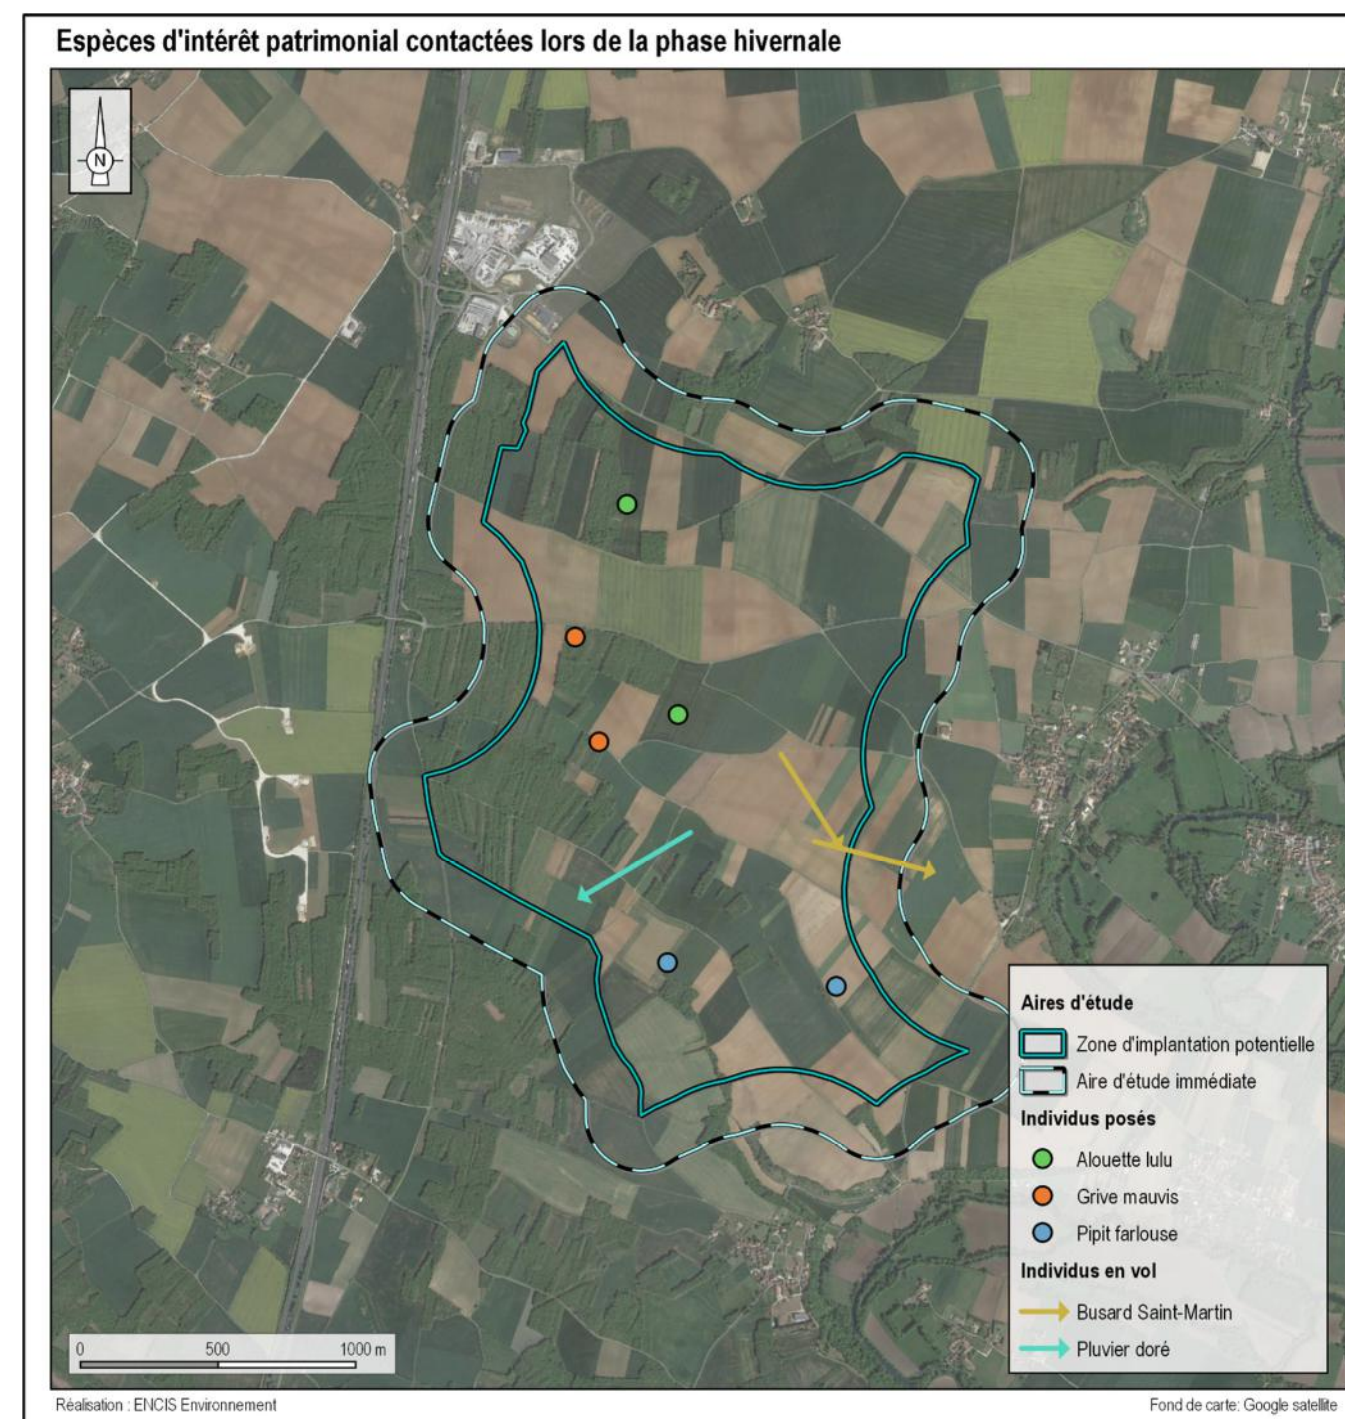 Espèces d'intérêt patrimonial contactées lors de la phase hivernale
N
Aires d'étude
Zone d'implantation potentielle
Aire d'étude immédiate
Individus posés
Alouette lulu
Grive mauvis
Pipit farlouse
Individus en vol
Busard Saint-Martin
Pluvier doré
0 500 1000 m
Réalisation : ENCIS Environnement Fond de carte: Google satellite